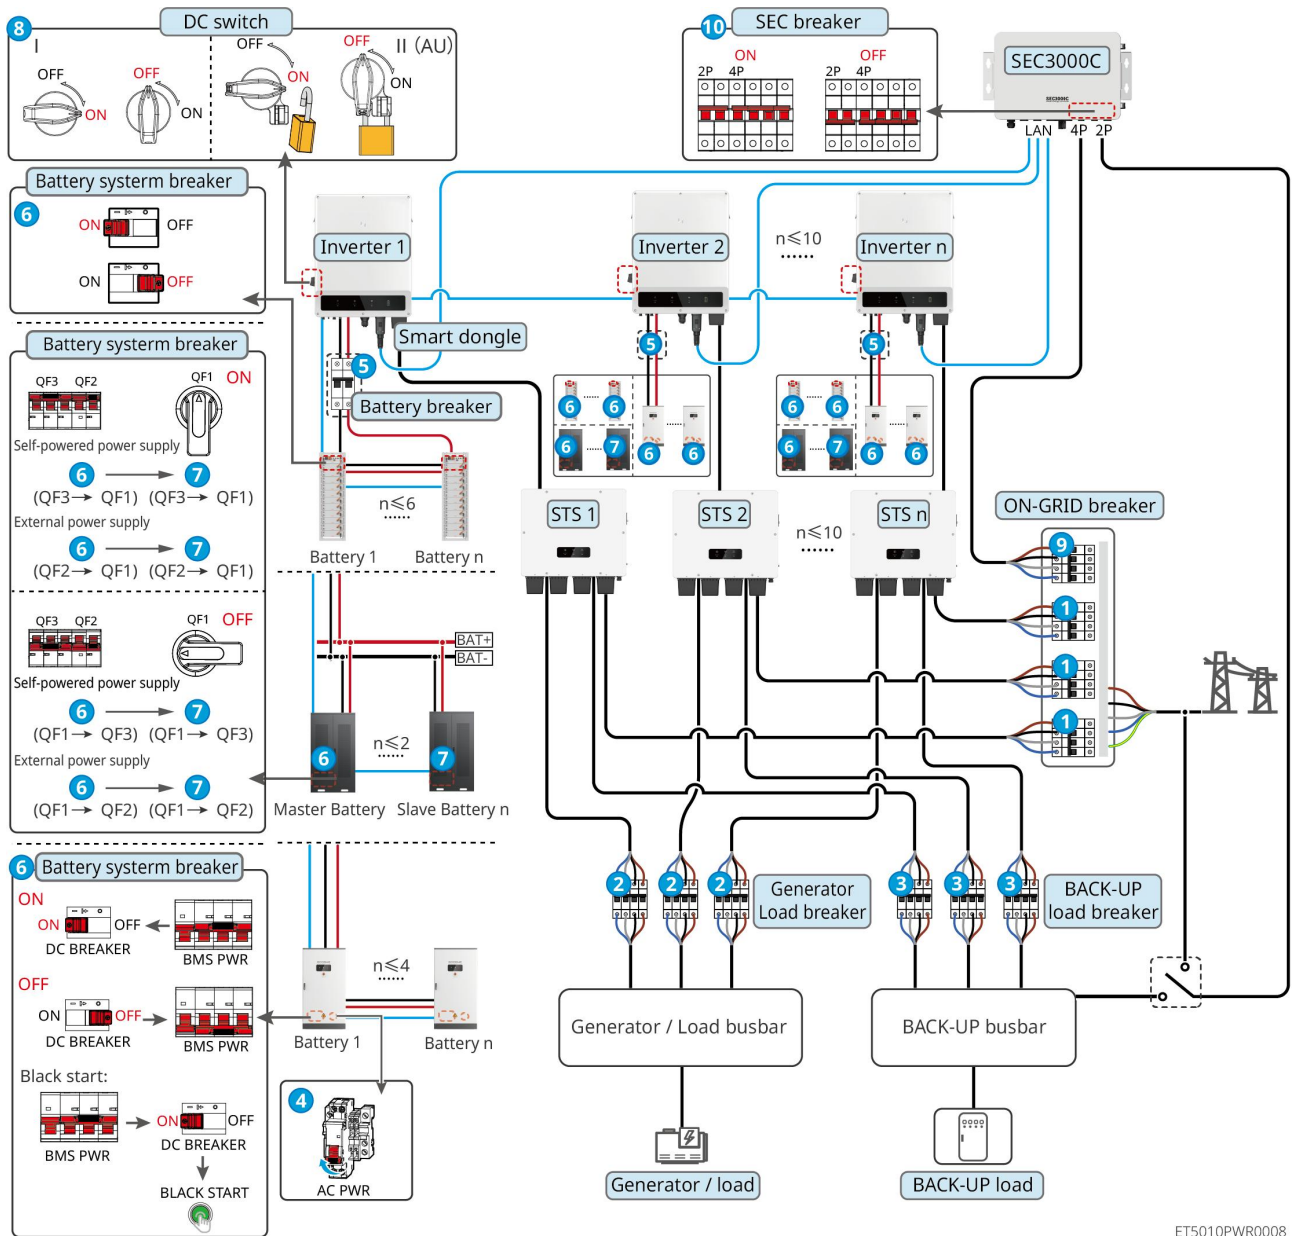 8
DC switch
I
II (AU)
OFF
ON
OFF
ON
OFF
ON
OFF
ON
10
SEC breaker
ON
OFF
2P 4P
2P 4P
SEC3000C
SEC3000C
LAN 4P 2P
Battery systerm breaker
6
ON OFF
ON OFF
Inverter 1
Inverter 2
n≤10
......
Inverter n
Smart dongle
5
Battery breaker
5
5
6 ...... 6
6 ...... 7
6 ...... 6
6 ...... 6
6 ...... 7
6 ...... 6
Battery systerm breaker
QF3 QF2
QF1 ON
Self-powered power supply
6 → 7
(QF3→ QF1) (QF3→ QF1)
External power supply
6 → 7
(QF2→ QF1) (QF2→ QF1)
QF3 QF2
QF1 OFF
Self-powered power supply
6 → 7
(QF1→ QF3) (QF1→ QF3)
External power supply
6 → 7
(QF1→ QF2) (QF1→ QF2)
n≤6
......
Battery 1
Battery n
STS 1
STS 2
n≤10
......
STS n
ON-GRID breaker
9
1
1
1
BAT+
BAT-
6
n≤2
......
7
Master Battery
Slave Battery n
6
Battery systerm breaker
ON
ON OFF
DC BREAKER
BMS PWR
OFF
ON OFF
DC BREAKER
BMS PWR
Black start:
BMS PWR
ON OFF
DC BREAKER
BLACK START
n≤4
......
Battery 1
Battery n
4
AC PWR
2
2
2
Generator
Load breaker
3
3
3
BACK-UP
load breaker
Generator / Load busbar
BACK-UP busbar
Generator / load
BACK-UP load
ET5010PWR0008